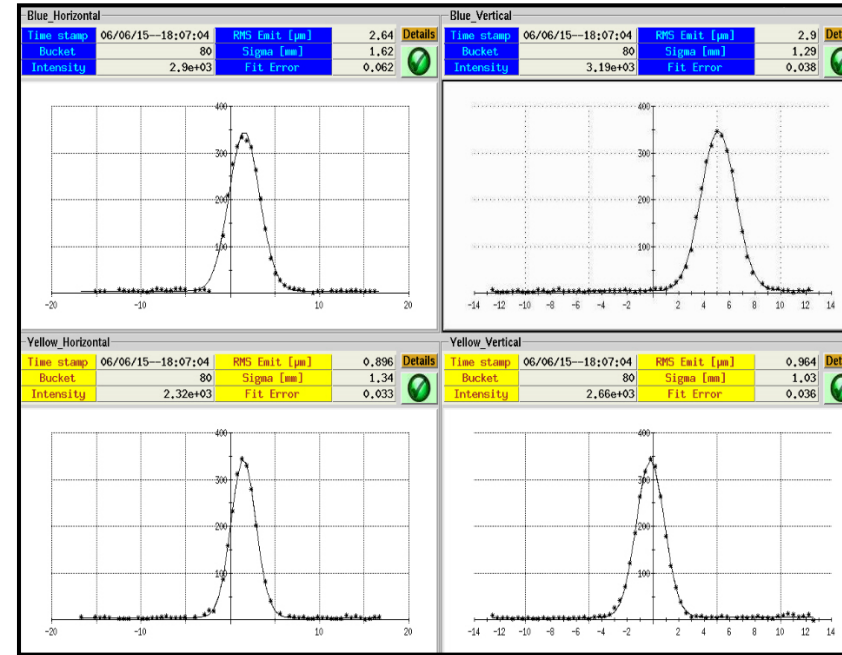 Blue_Horizontal
Time stamp 06/06/15--18:07:04 RMS Emit [µm] 2.64 Details
Bucket 80 Sigma [mm] 1.62
Intensity 2.9e+03 Fit Error 0.062
400
300
200
100
-20 -10 10 20
Blue_Vertical
Time stamp 06/06/15--18:07:04 RMS Emit [µm] 2.9 Det
Bucket 80 Sigma [mm] 1.29
Intensity 3.19e+03 Fit Error 0.038
400
300
200
100
-14 -12 -10 -8 -6 -4 -2 2 4 6 8 10 12 14
Yellow_Horizontal
Time stamp 06/06/15--18:07:04 RMS Emit [µm] 0.896 Details
Bucket 80 Sigma [mm] 1.34
Intensity 2.32e+03 Fit Error 0.033
400
300
200
100
-20 -10 10 20
Yellow_Vertical
Time stamp 06/06/15--18:07:04 RMS Emit [µm] 0.964 Det
Bucket 80 Sigma [mm] 1.03
Intensity 2.66e+03 Fit Error 0.036
400
300
200
100
-14 -12 -10 -8 -6 -4 -2 2 4 6 8 10 12 14